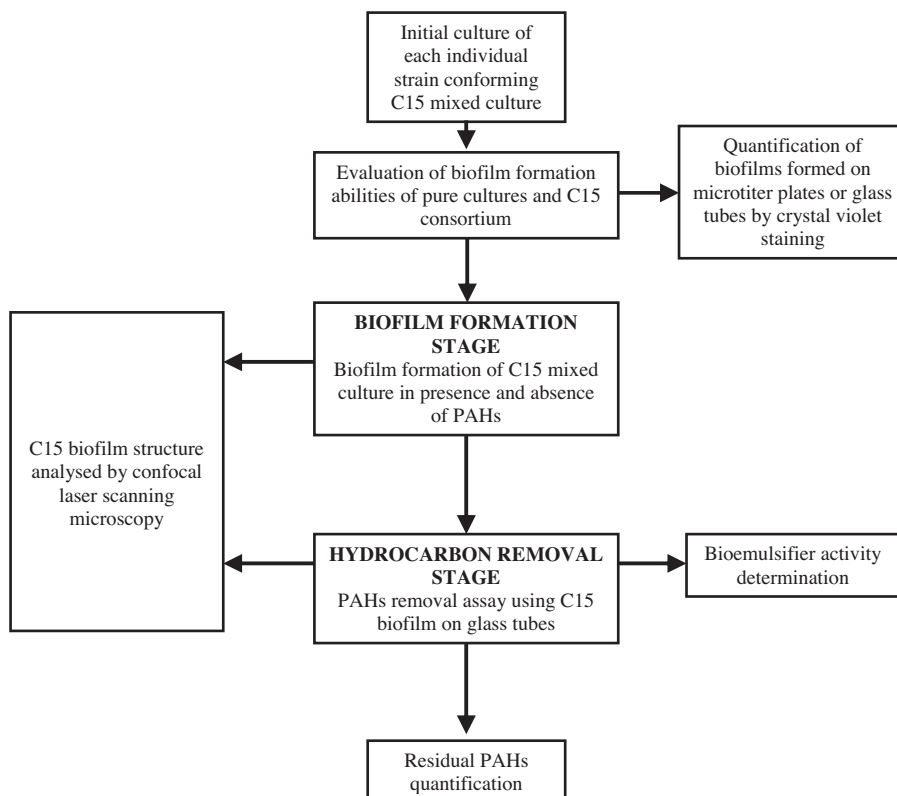 Initial culture of
each individual
strain conforming
C15 mixed culture
Evaluation of biofilm formation
abilities of pure cultures and C15
consortium
Quantification of
biofilms formed on
microtiter plates or glass
tubes by crystal violet
staining
BIOFILM FORMATION
STAGE
Biofilm formation of C15 mixed
culture in presence and absence
of PAHs
C15 biofilm structure
analysed by confocal
laser scanning
microscopy
HYDROCARBON REMOVAL
STAGE
PAHs removal assay using C15
biofilm on glass tubes
Bioemulsifier activity
determination
Residual PAHs
quantification